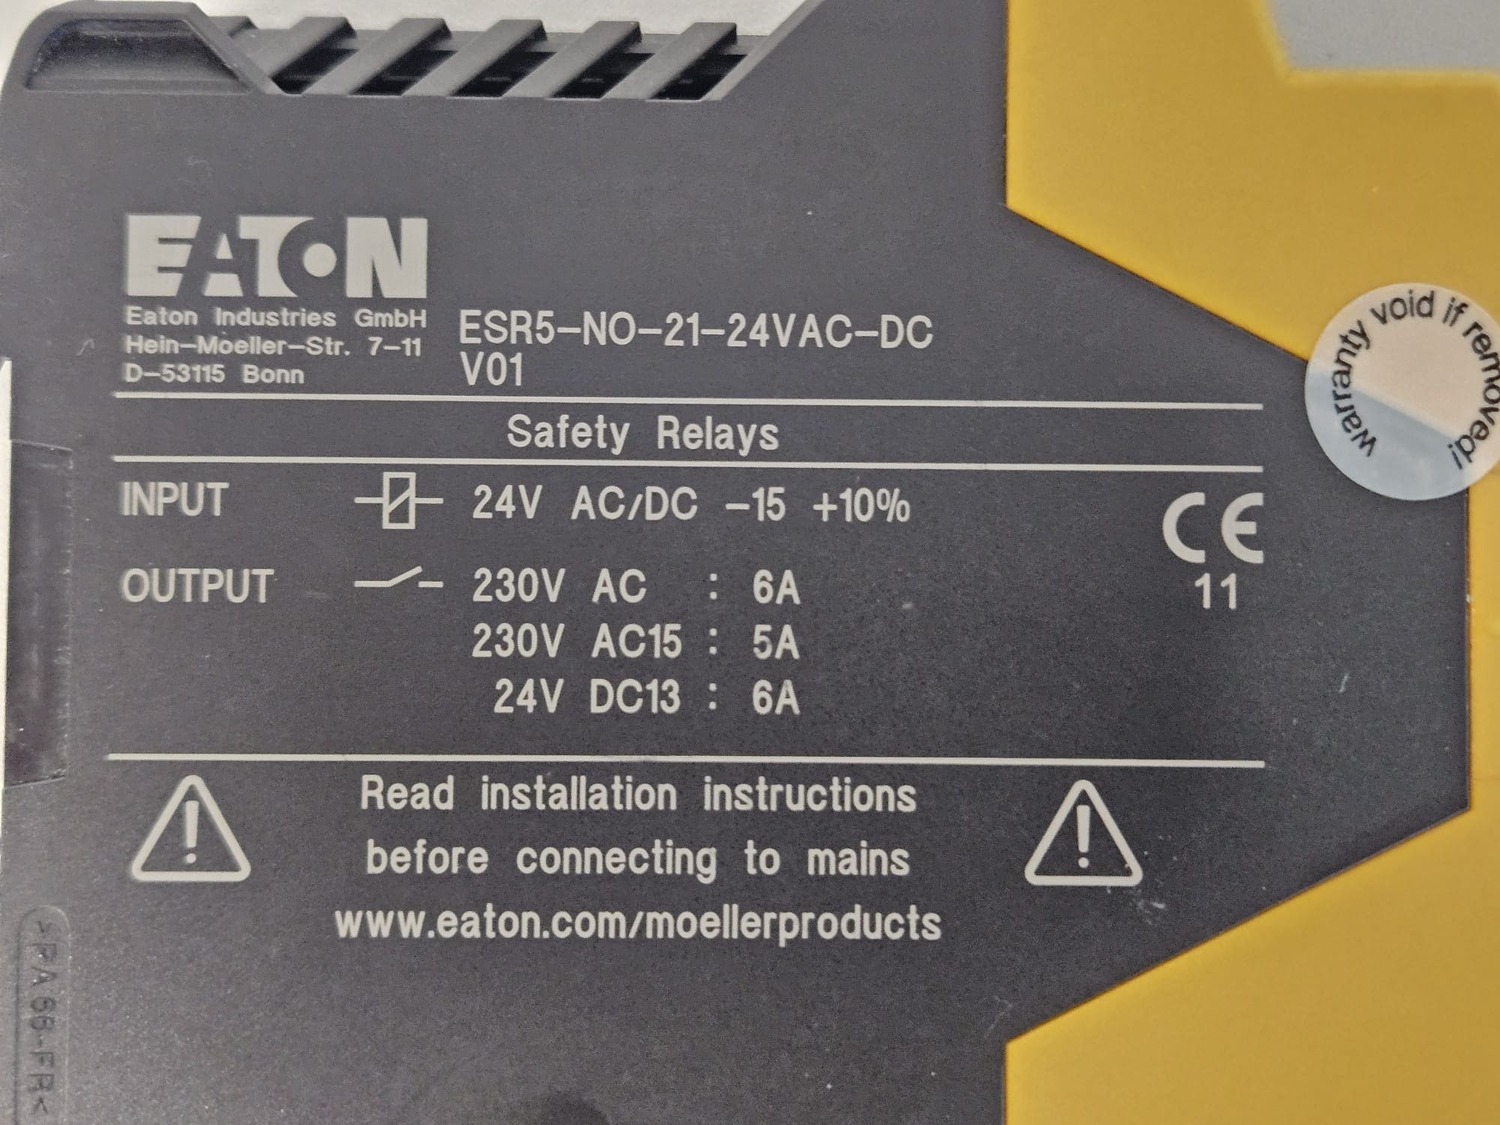 EATON
Eaton Industries GmbH
Hein-Moeller-Str. 7-11
D-53115 Bonn
ESR5-NO-21-24VAC-DC
V01
Safety Relays
INPUT 24V AC/DC -15 +10%
OUTPUT 230V AC : 6A
230V AC15 : 5A
24V DC13 : 6A
CE
11
Read installation instructions
before connecting to mains
www.eaton.com/moellerproducts
warranty void if removed!
>PA 66-FR<